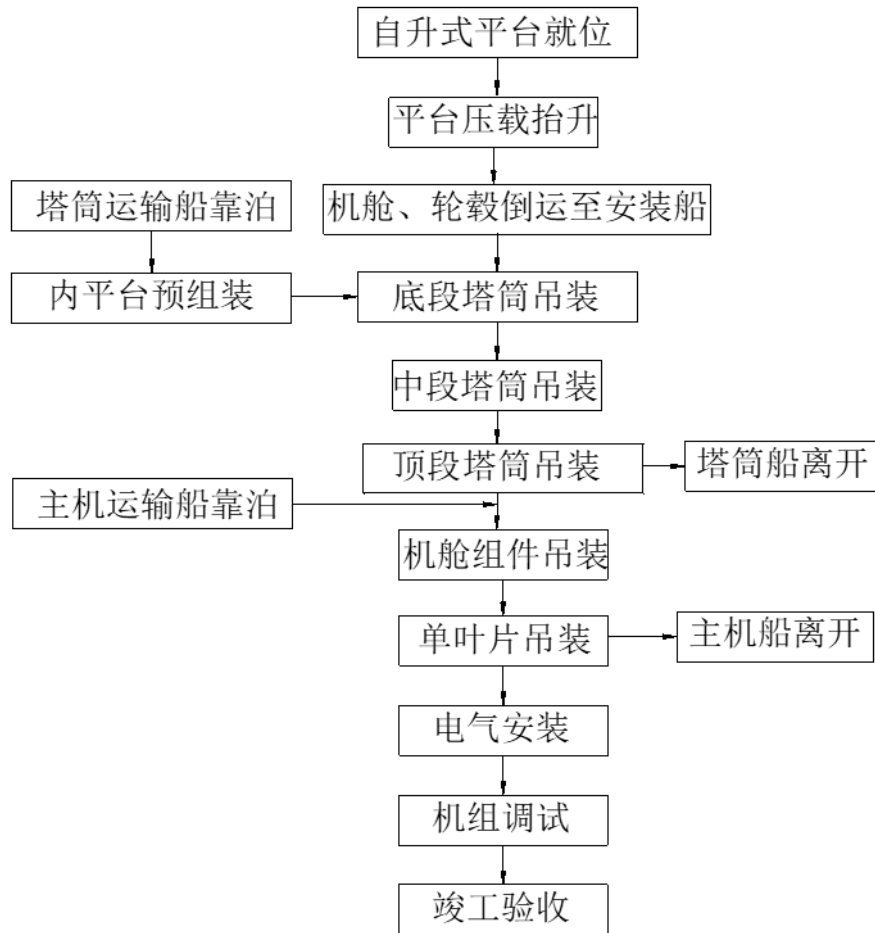 自升式平台就位
平台压载抬升
塔筒运输船靠泊
机舱、轮毂倒运至安装船
内平台预组装
底段塔筒吊装
中段塔筒吊装
顶段塔筒吊装
塔筒船离开
主机运输船靠泊
机舱组件吊装
单叶片吊装
主机船离开
电气安装
机组调试
竣工验收